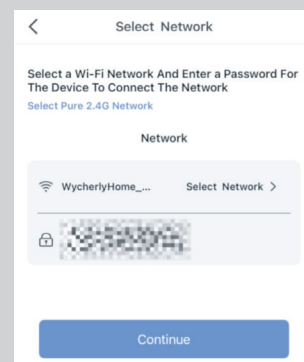 Select Network
Select a Wi-Fi Network And Enter a Password For
The Device To Connect The Network
Select Pure 2.4G Network
Network
WycherlyHome_... Select Network >
Continue